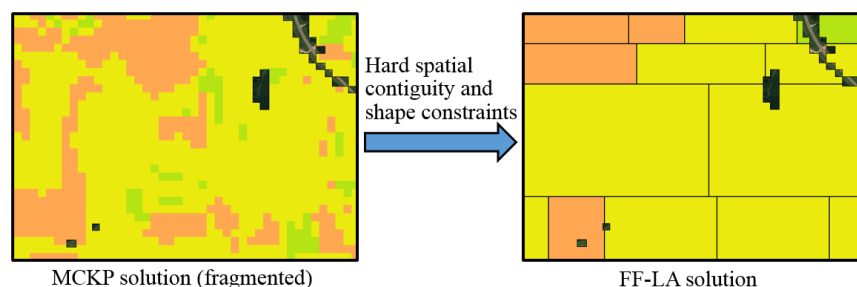 Hard spatial
contiguity and
shape constraints
MCKP solution (fragmented)
FF-LA solution